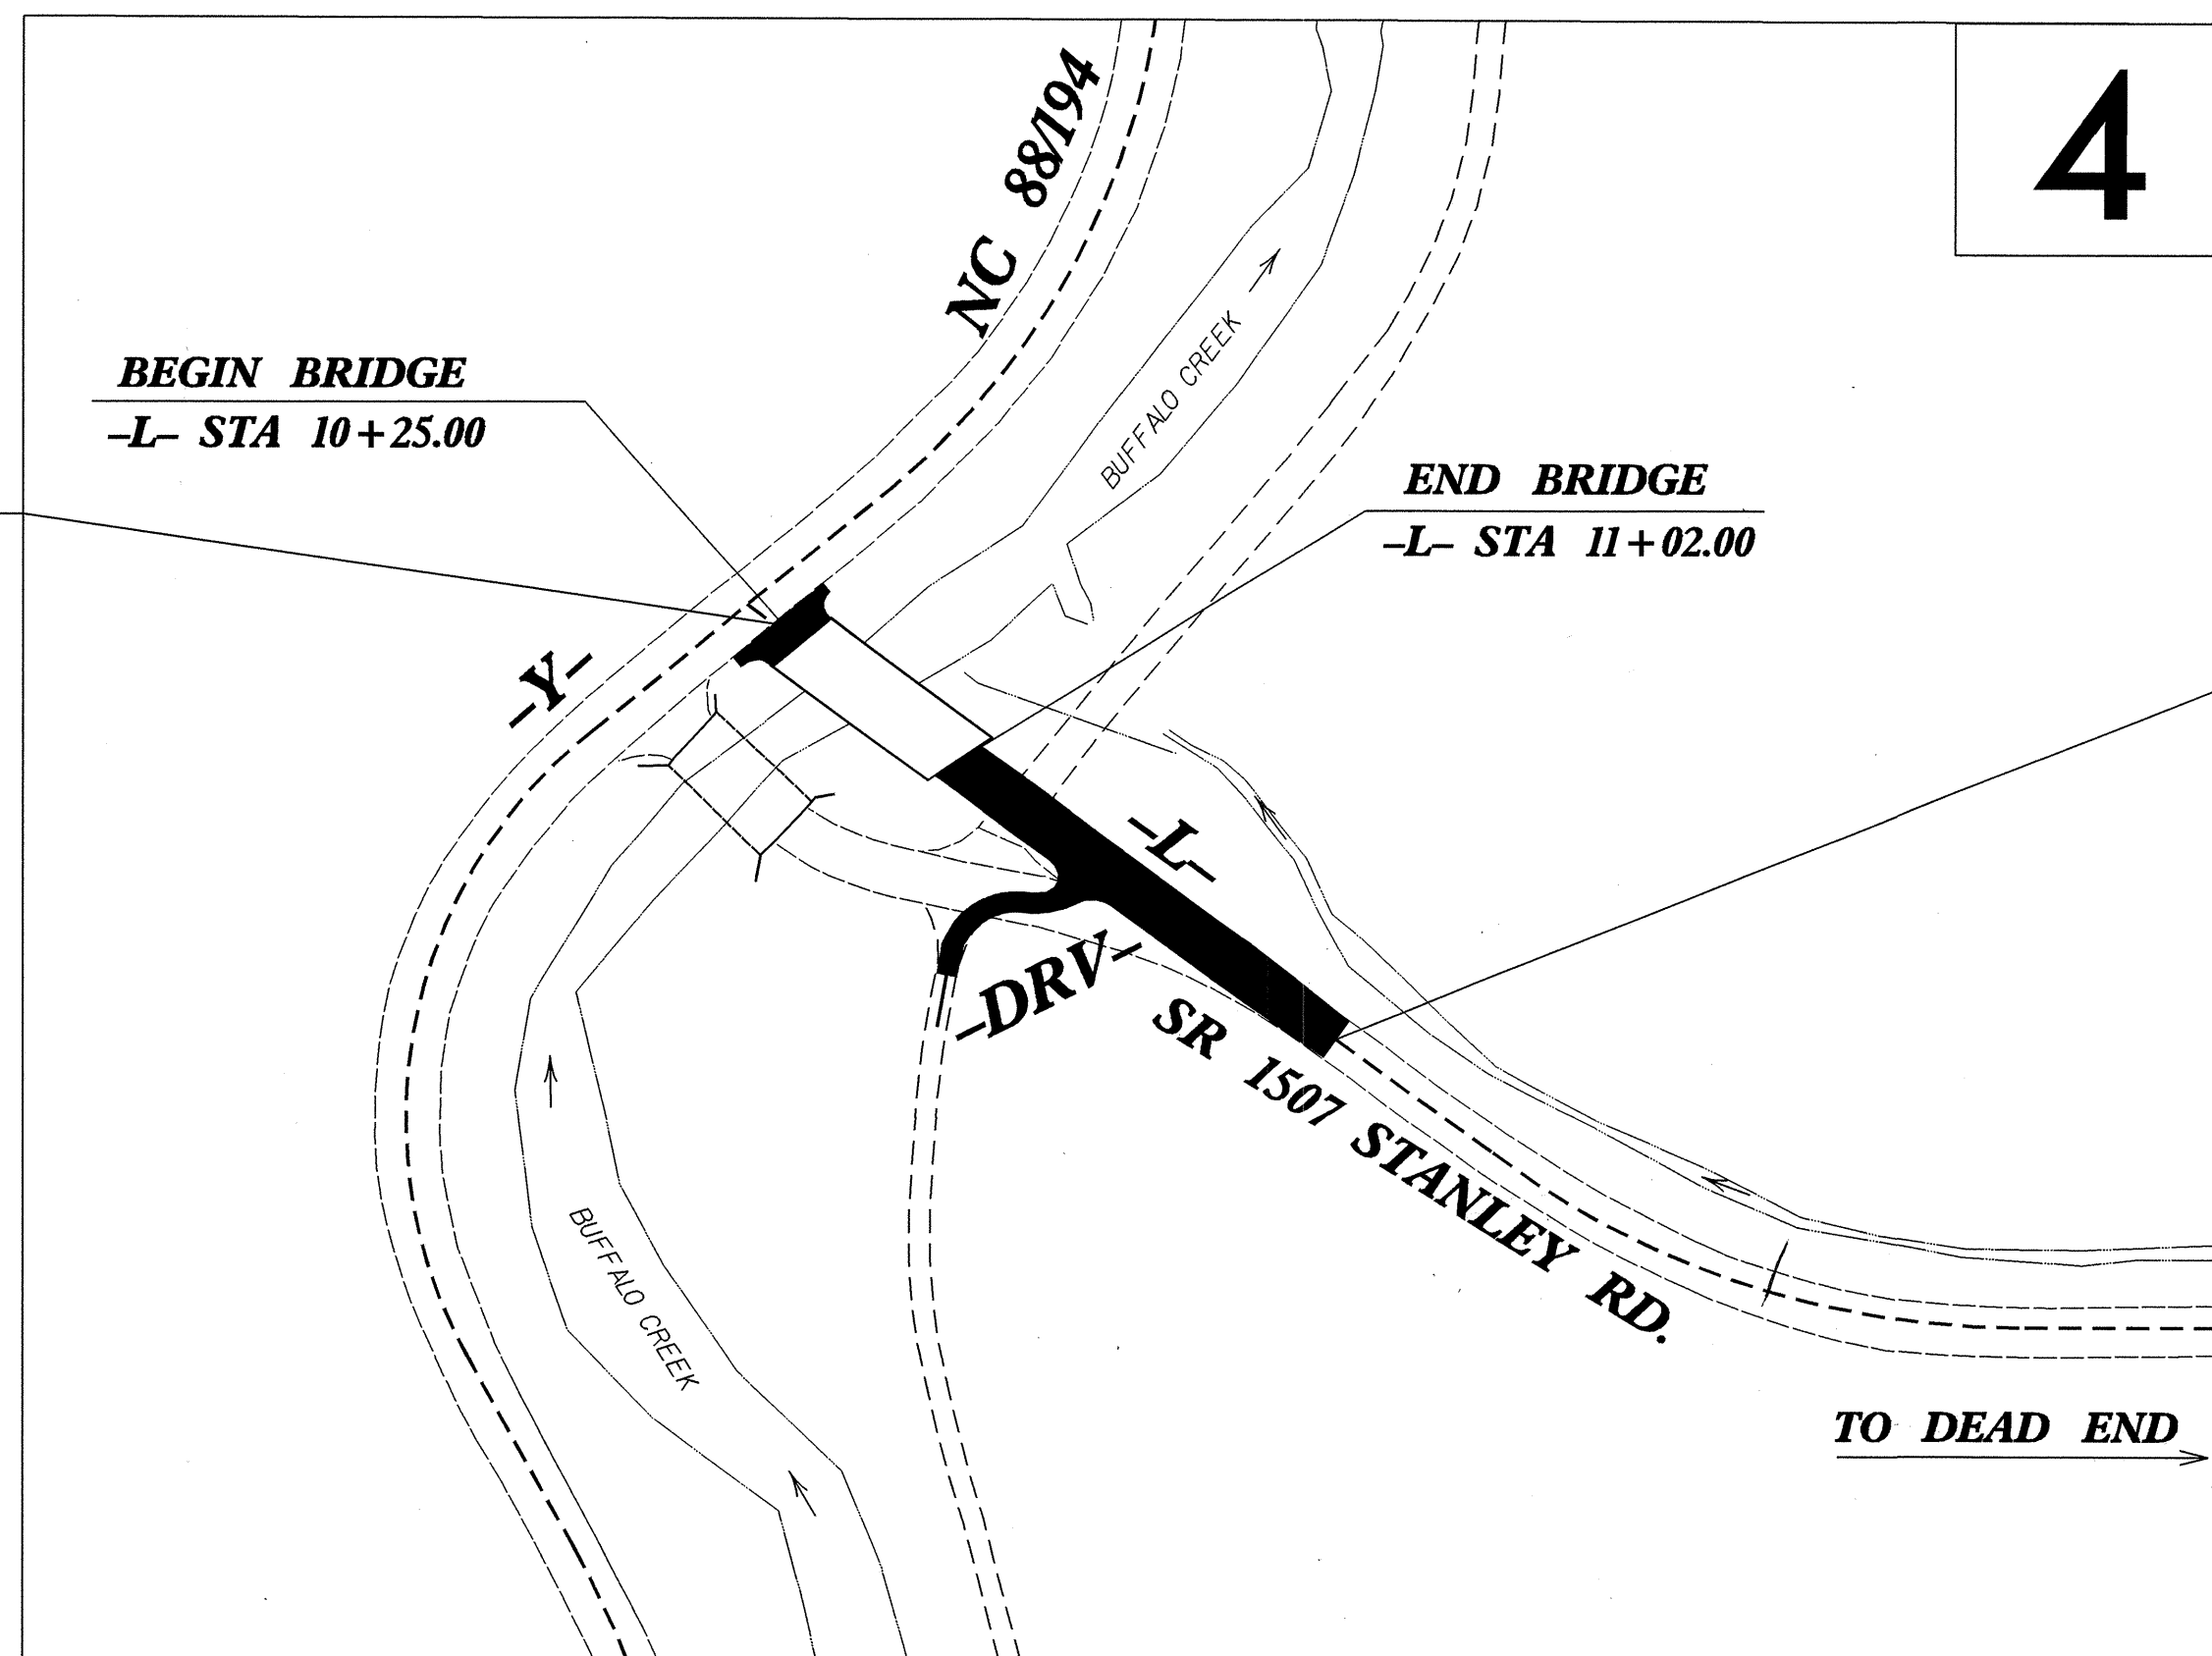 4
NC 88/194
BEGIN BRIDGE
-L- STA 10+25.00
BUFFALO CREEK
END BRIDGE
-L- STA 11+02.00
-Y-
-L-
-DRV-
SR 1507 STANLEY RD.
BUFFALO CREEK
TO DEAD END